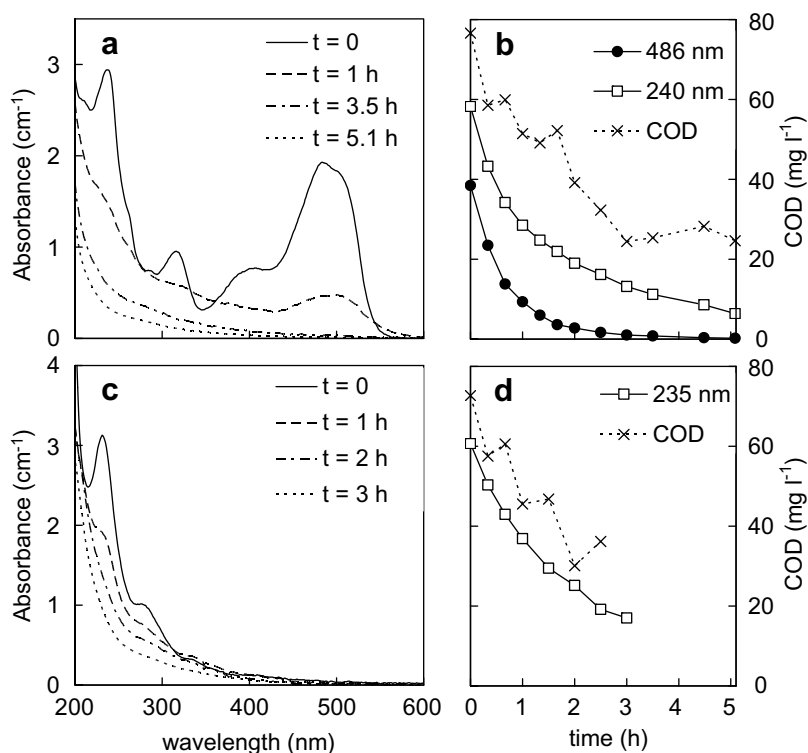 a
t = 0
t = 1 h
t = 3.5 h
t = 5.1 h
3
2
1
0
Absorbance (cm⁻¹)
b
486 nm
240 nm
COD
80
60
40
20
0
COD (mg l⁻¹)
c
t = 0
t = 1 h
t = 2 h
t = 3 h
4
3
2
1
0
Absorbance (cm⁻¹)
200 300 400 500 600
wavelength (nm)
d
235 nm
COD
80
60
40
20
0
COD (mg l⁻¹)
0 1 2 3 4 5
time (h)